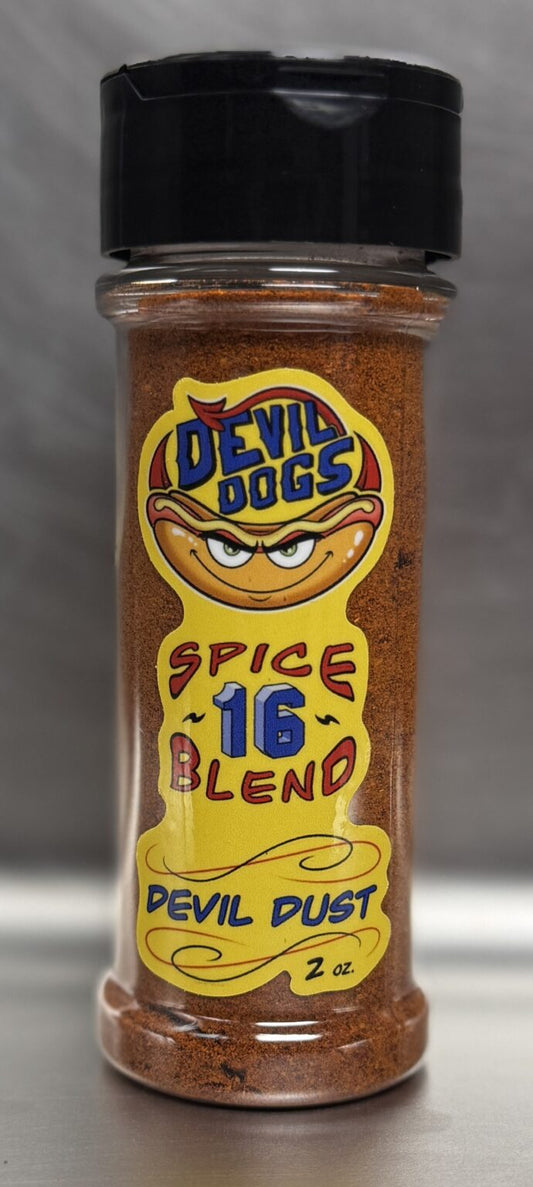 DEVIL
DOGS
SPICE
16
BLEND
DEVIL DUST
2 OZ.